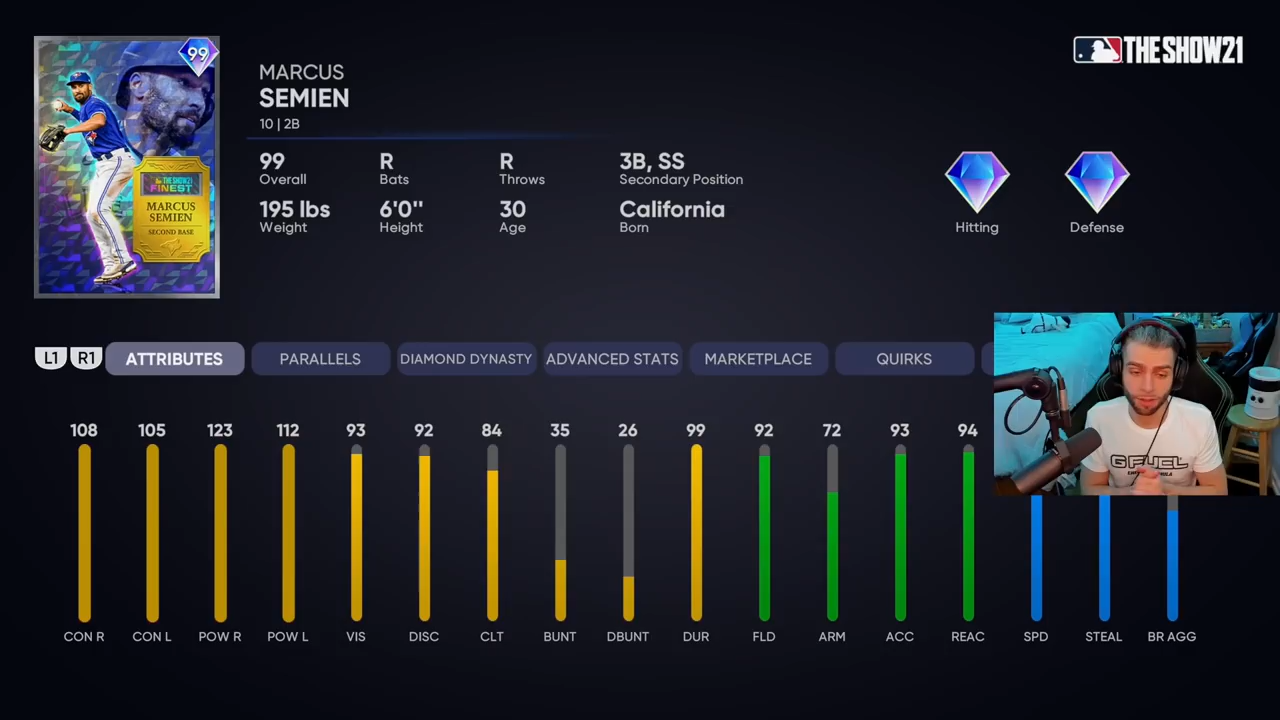 99
THE SHOW21
FINEST
MARCUS
SEMIEN
SECOND BASE
THE SHOW21
MARCUS
SEMIEN
10 | 2B
99 R R 3B, SS
Overall Bats Throws Secondary Position
195 lbs 6'0'' 30 California
Weight Height Age Born
Hitting Defense
L1 R1 ATTRIBUTES PARALLELS DIAMOND DYNASTY ADVANCED STATS MARKETPLACE QUIRKS
108 105 123 112 93 92 84 35 26 99 92 72 93 94
G FUEL
CON R CON L POW R POW L VIS DISC CLT BUNT DBUNT DUR FLD ARM ACC REAC SPD STEAL BR AGG